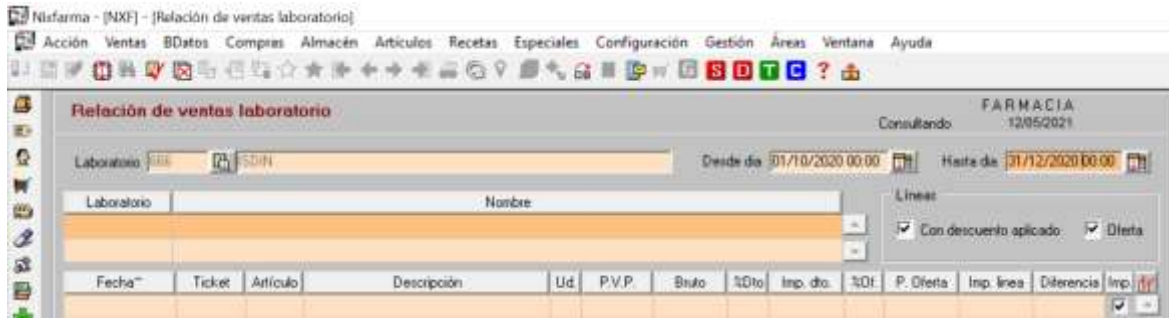 Nixfarma - [NXF] - [Relación de ventas laboratorio]
Acción Ventas BDatos Compras Almacén Artículos Recetas Especiales Configuración Gestión Áreas Ventana Ayuda
S D T C ?
Relación de ventas laboratorio
FARMACIA
Consultando 12/05/2021
Laboratorio 666 ISDIN Desde día 01/10/2020 00:00 Hasta día 31/12/2020 00:00
Laboratorio Nombre
Líneas
Con descuento aplicado Oferta
Fecha Ticket Artículo Descripción Ud. P.V.P. Bruto %Dto Imp. dto. %Of. P. Oferta Imp. línea Diferencia Imp.